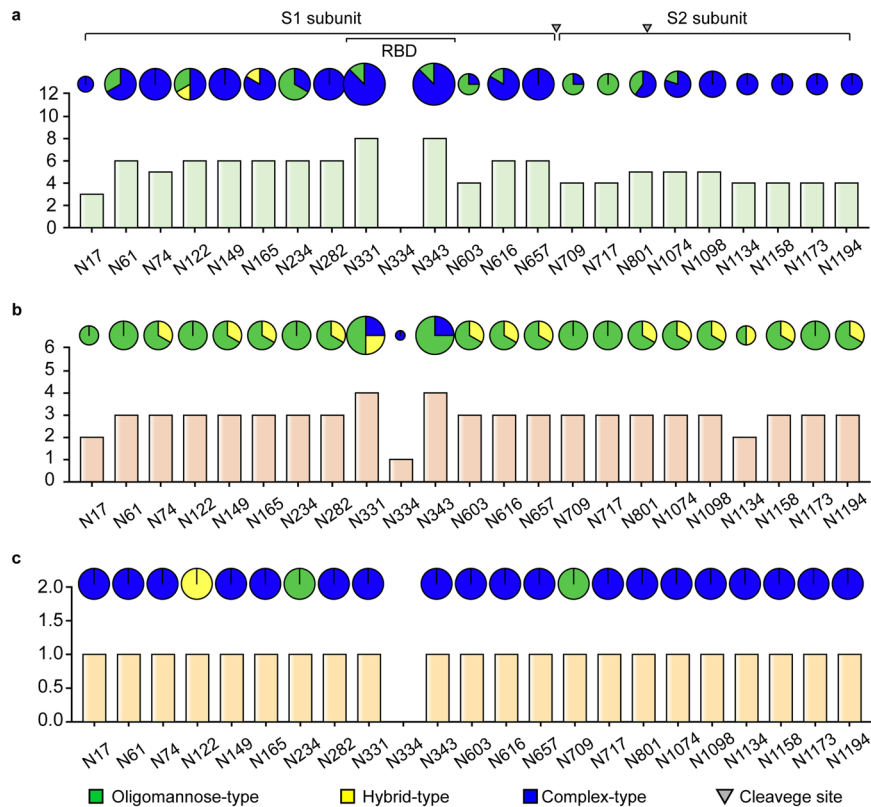 a
S1 subunit
S2 subunit
RBD
12
10
8
6
4
2
0
N17 N61 N74 N122 N149 N165 N234 N282 N331 N334 N343 N603 N616 N657 N709 N717 N801 N1074 N1098 N1134 N1158 N1173 N1194
b
6
5
4
3
2
1
0
N17 N61 N74 N122 N149 N165 N234 N282 N331 N334 N343 N603 N616 N657 N709 N717 N801 N1074 N1098 N1134 N1158 N1173 N1194
c
2.0
1.5
1.0
0.5
0.0
N17 N61 N74 N122 N149 N165 N234 N282 N331 N334 N343 N603 N616 N657 N709 N717 N801 N1074 N1098 N1134 N1158 N1173 N1194
Oligomannose-type Hybrid-type Complex-type Cleavege site